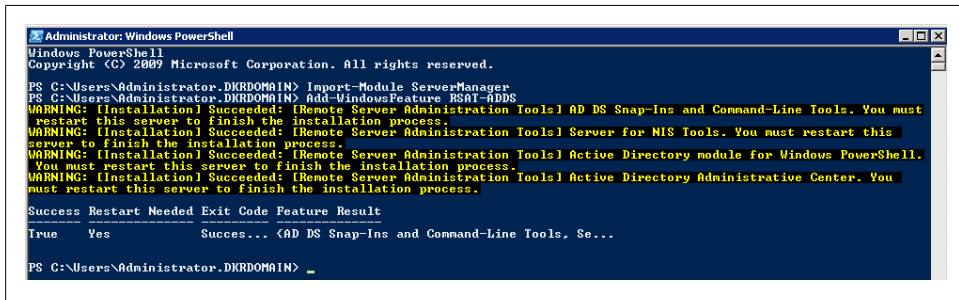 Administrator: Windows PowerShell
Windows PowerShell
Copyright (C) 2009 Microsoft Corporation. All rights reserved.
PS C:\Users\Administrator.DKRDOMAIN> Import-Module ServerManager
PS C:\Users\Administrator.DKRDOMAIN> Add-WindowsFeature RSAT-ADDS
WARNING: [Installation] Succeeded: [Remote Server Administration Tools] AD DS Snap-Ins and Command-Line Tools. You must
restart this server to finish the installation process.
WARNING: [Installation] Succeeded: [Remote Server Administration Tools] Server for NIS Tools. You must restart this
server to finish the installation process.
WARNING: [Installation] Succeeded: [Remote Server Administration Tools] Active Directory module for Windows PowerShell.
You must restart this server to finish the installation process.
WARNING: [Installation] Succeeded: [Remote Server Administration Tools] Active Directory Administrative Center. You
must restart this server to finish the installation process.
Success Restart Needed Exit Code Feature Result
------- -------------- --------- --------------
True Yes Succes... {AD DS Snap-Ins and Command-Line Tools, Se...
PS C:\Users\Administrator.DKRDOMAIN> _